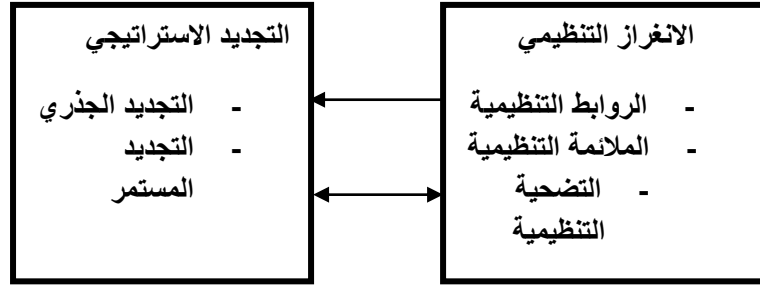 الانغراز التنظيمي
- الروابط التنظيمية
- الملائمة التنظيمية
- التضحية
التنظيمية
التجديد الاستراتيجي
- التجديد الجذري
- التجديد
المستمر